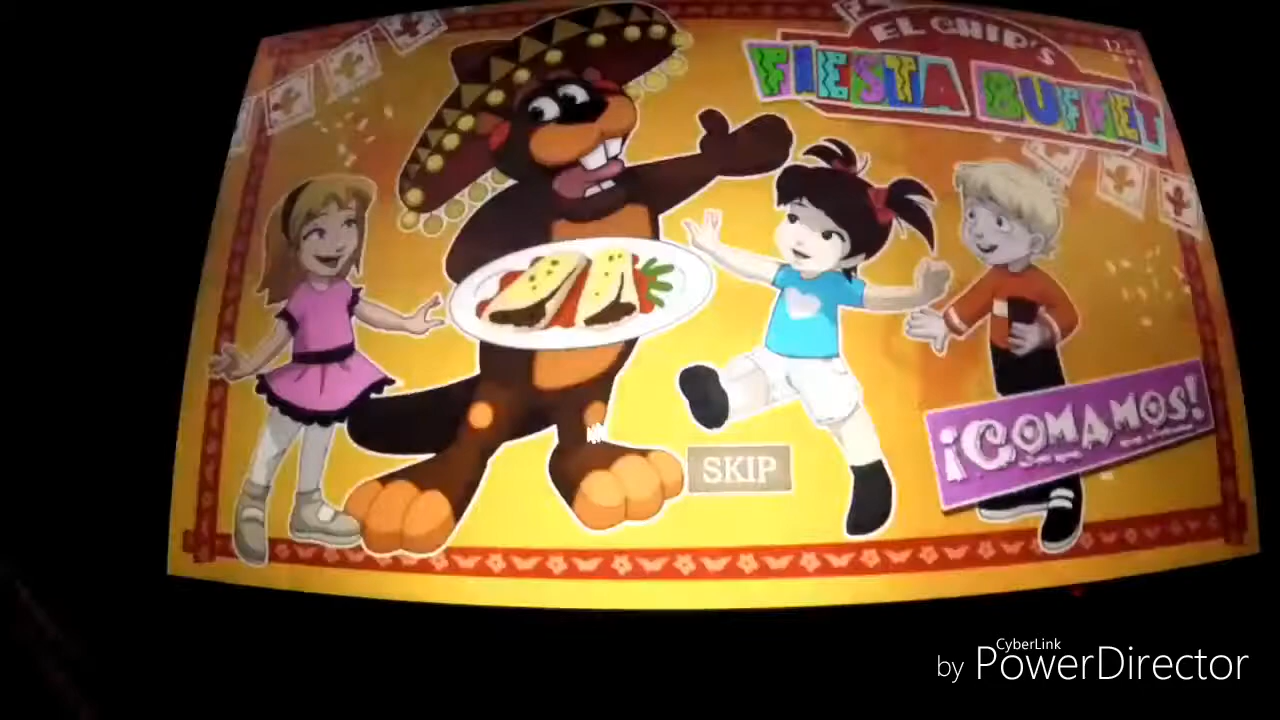 EL CHIP'S
FIESTA BUFFET
¡COMAMOS!
SKIP
CyberLink
by PowerDirector